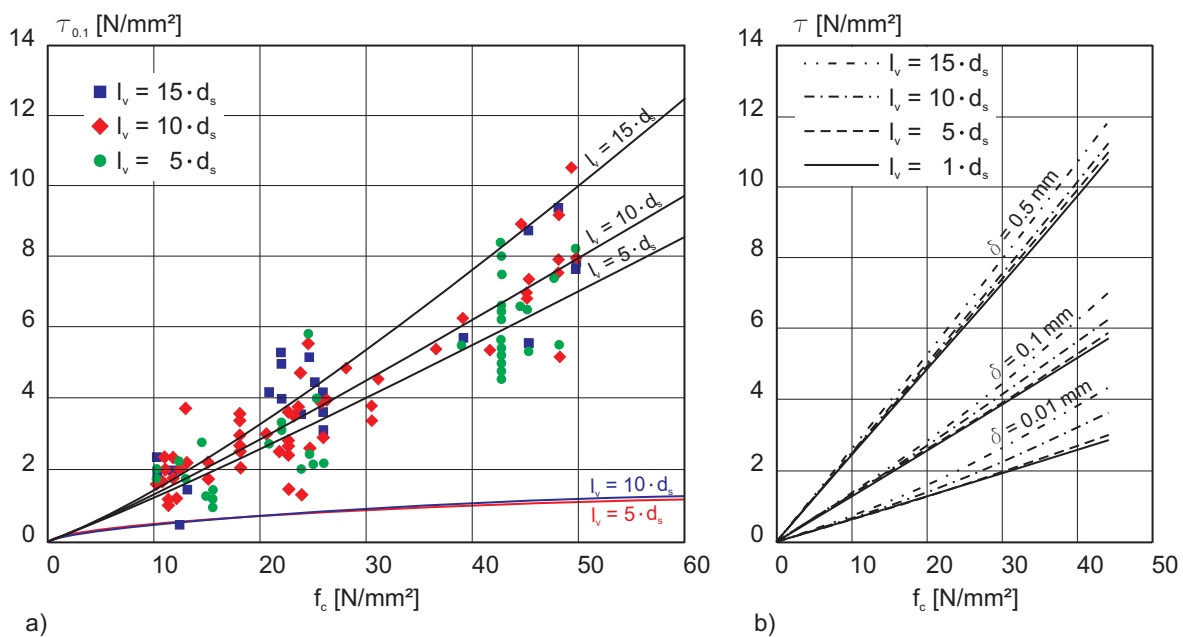 τ0.1 [N/mm²]
14
12
10
8
6
4
2
0
lv = 15·ds
lv = 10·ds
lv = 5·ds
lv = 15·ds
lv = 10·ds
lv = 5·ds
lv = 10·ds
lv = 5·ds
0 10 20 30 40 50 60
fc [N/mm²]
a)
τ [N/mm²]
14
12
10
8
6
4
2
0
lv = 15·ds
lv = 10·ds
lv = 5·ds
lv = 1·ds
δ = 0.5 mm
δ = 0.1 mm
δ = 0.01 mm
0 10 20 30 40 50
fc [N/mm²]
b)